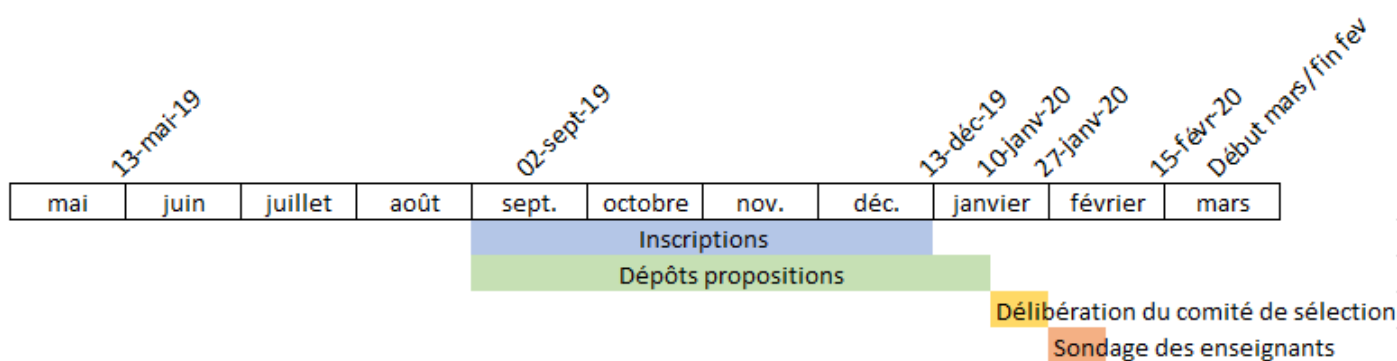 13-mai-19
02-sept-19
13-déc-19
10-janv-20
27-janv-20
15-févr-20
Début mars/fin fev
mai juin juillet août sept. octobre nov. déc. janvier février mars
Inscriptions
Dépôts propositions
Délibération du comité de sélection
Sondage des enseignants